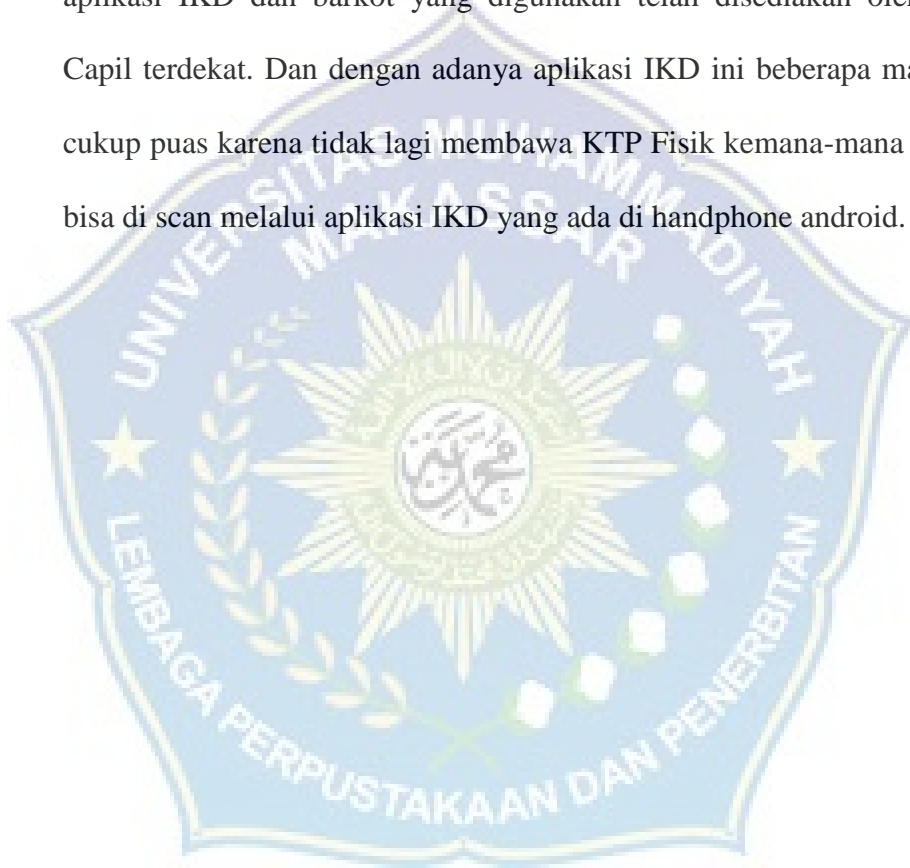 aplikasi IKD dan barkot yang digunakan telah disediakan
Capil terdekat. Dan dengan adanya aplikasi IKD ini beberapa
cukup puas karena tidak lagi membawa KTP Fisik kemana-mana
bisa di scan melalui aplikasi IKD yang ada di handphone android.
UNIVERSITAS MUHAMMADIYAH
MAKASSAR
LEMBAGA PERPUSTAKAAN DAN PENERBITAN